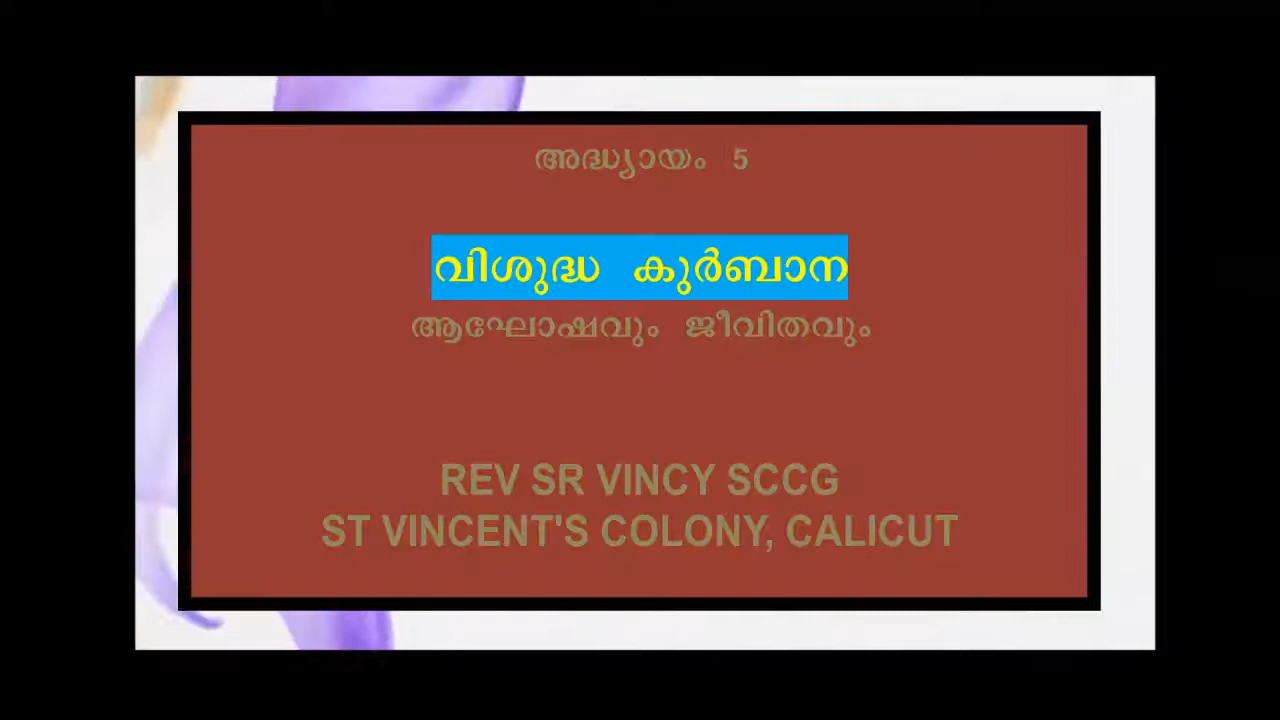 അദ്ധ്യായം 5
വിശുദ്ധ കുർബാന
ആഘോഷവും ജീവിതവും
REV SR VINCY SCCG
ST VINCENT'S COLONY, CALICUT